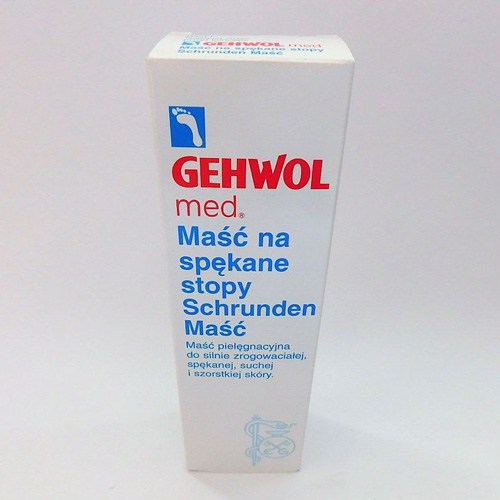 GEHWOL med
Maść na spękane stopy
Schrunden Maść
GEHWOL
med®
Maść na
spękane
stopy
Schrunden
Maść
Maść pielęgnacyjna
do silnie zrogowaciałej,
spękanej, suchej
i szorstkiej skóry.